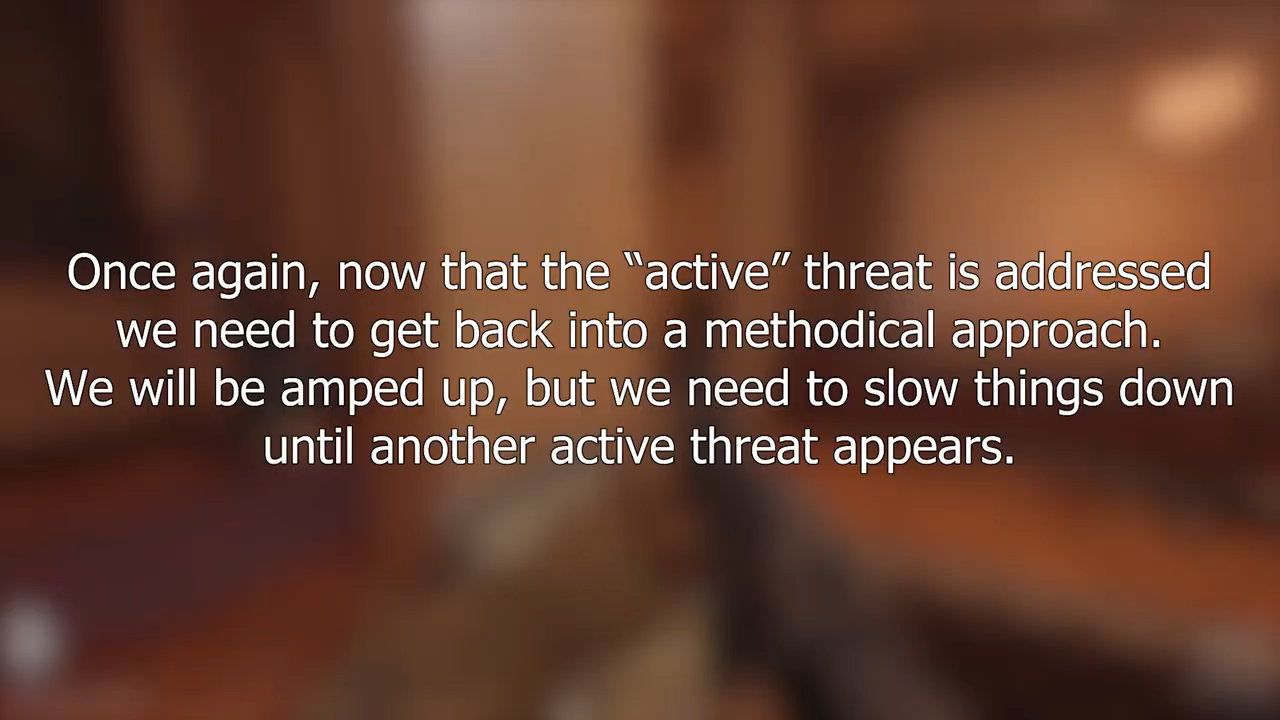 Once again, now that the “active” threat is addressed
we need to get back into a methodical approach.
We will be amped up, but we need to slow things down
until another active threat appears.